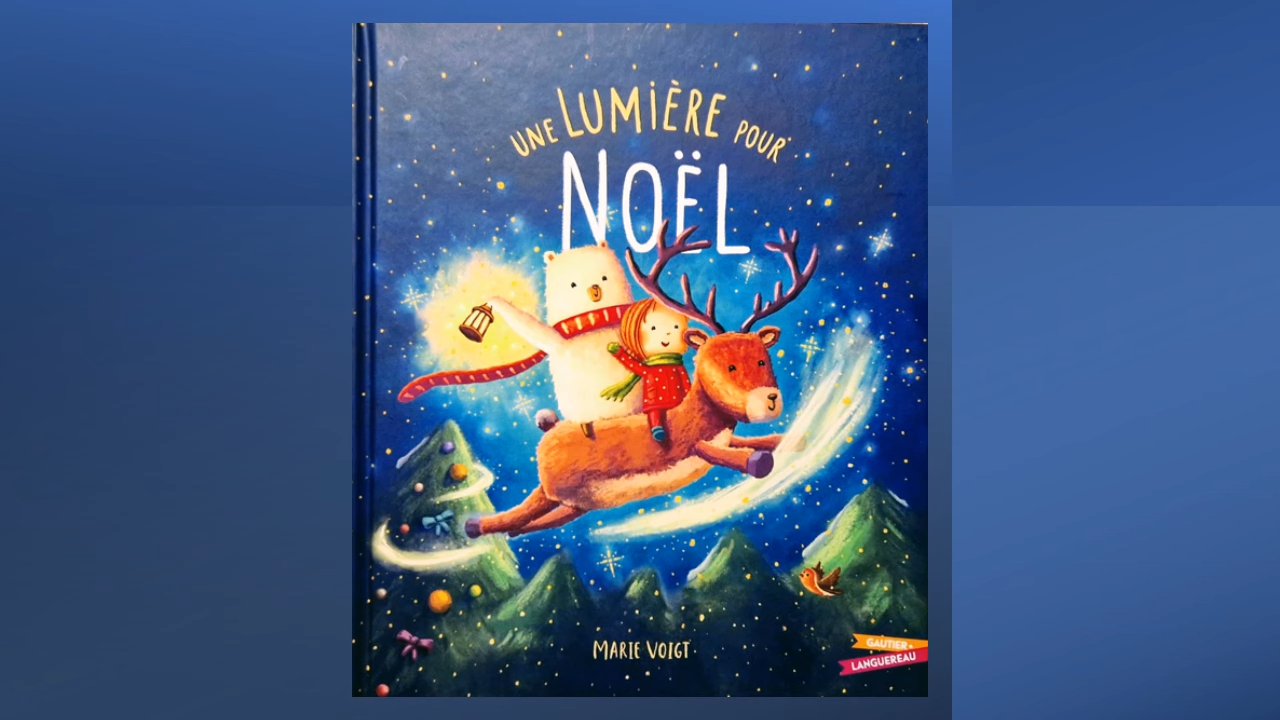 UNE LUMIÈRE POUR
NOËL
MARIE VOIGT
GAUTIER
LANGUEREAU